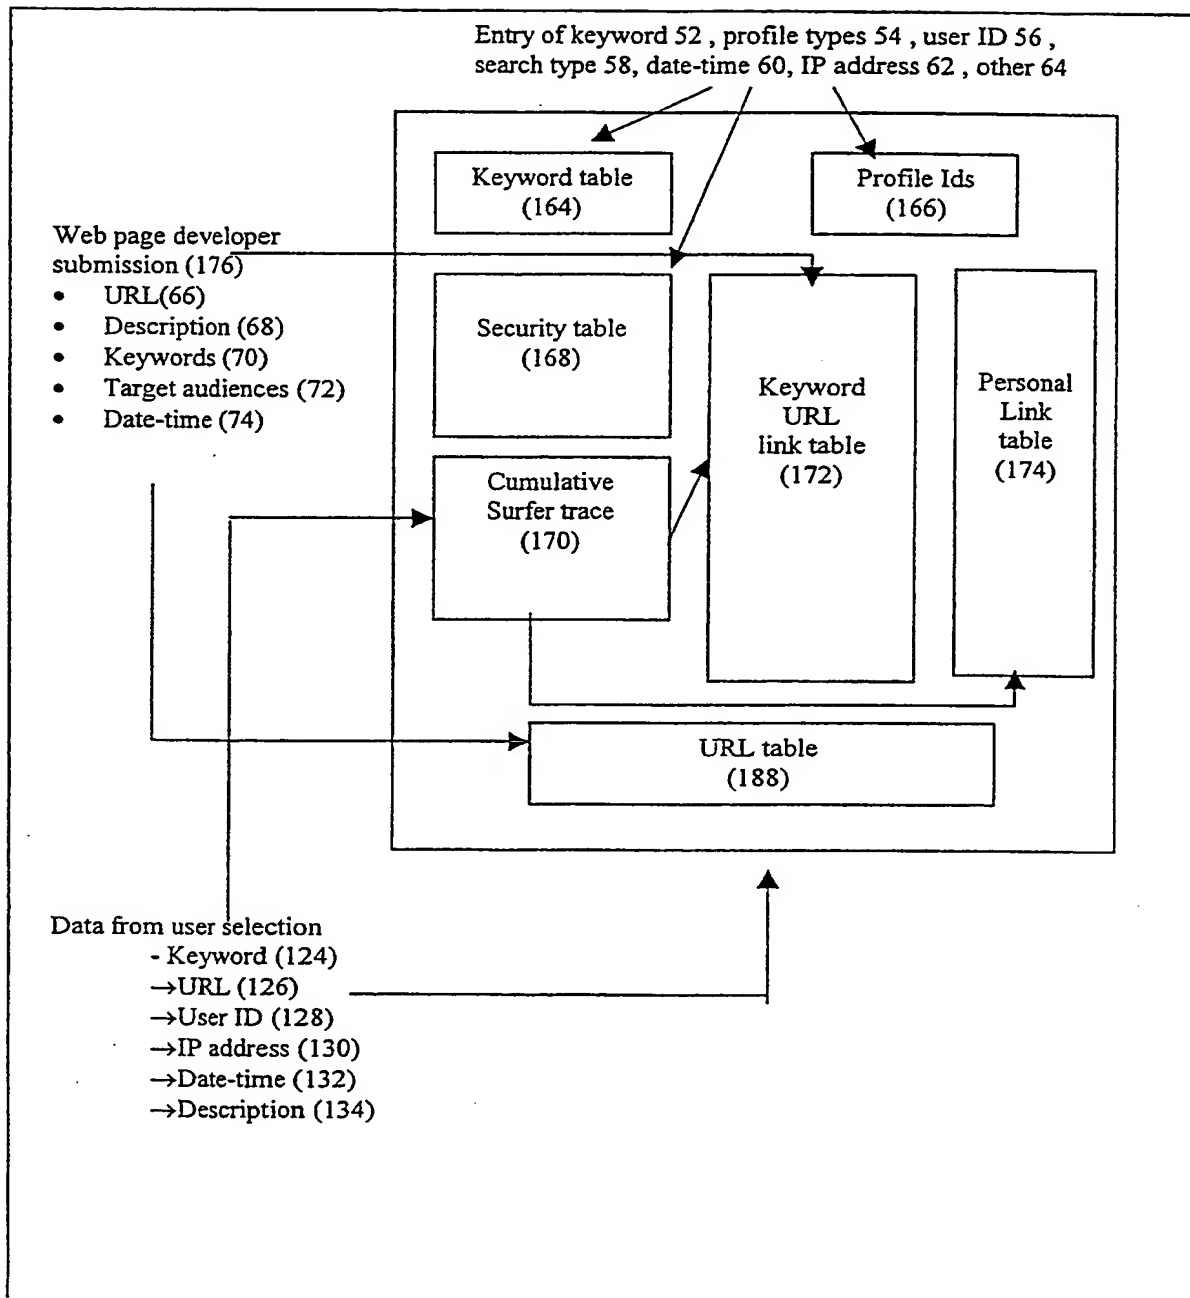 Entry of keyword 52 , profile types 54 , user ID 56 ,
search type 58, date-time 60, IP address 62 , other 64
Keyword table
(164)
Profile Ids
(166)
Web page developer
submission (176)
• URL(66)
• Description (68)
• Keywords (70)
• Target audiences (72)
• Date-time (74)
Security table
(168)
Keyword
URL
link table
(172)
Personal
Link
table
(174)
Cumulative
Surfer trace
(170)
URL table
(188)
Data from user selection
- Keyword (124)
→URL (126)
→User ID (128)
→IP address (130)
→Date-time (132)
→Description (134)